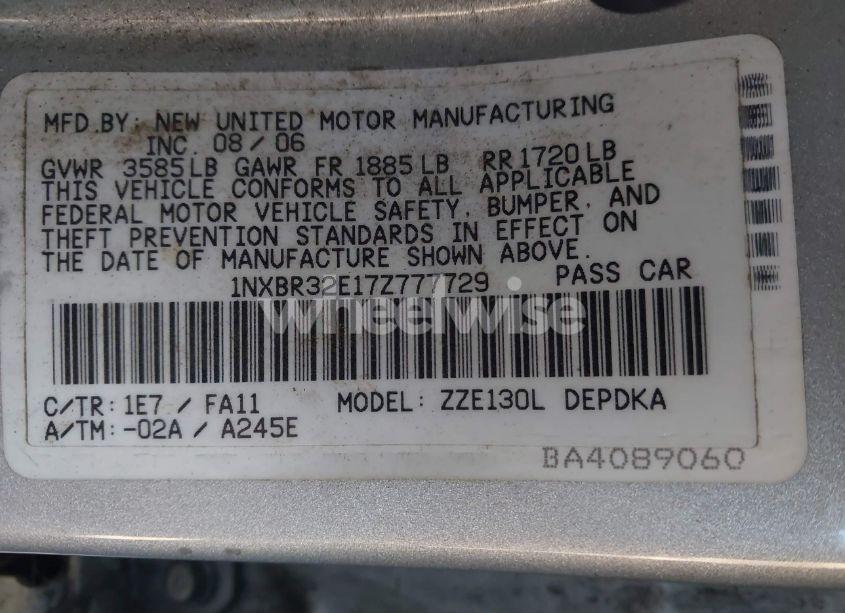 MFD.BY: NEW UNITED MOTOR MANUFACTURING
INC. 08 / 06
GVWR 3585LB GAWR FR 1885LB RR1720LB
THIS VEHICLE CONFORMS TO ALL APPLICABLE
FEDERAL MOTOR VEHICLE SAFETY, BUMPER, AND
THEFT PREVENTION STANDARDS IN EFFECT ON
THE DATE OF MANUFACTURE SHOWN ABOVE.
1NXBR32E17Z777729 PASS CAR
wheelwise
C/TR: 1E7 / FA11 MODEL: ZZE130L DEPDKA
A/TM: -02A / A245E
BA4089060